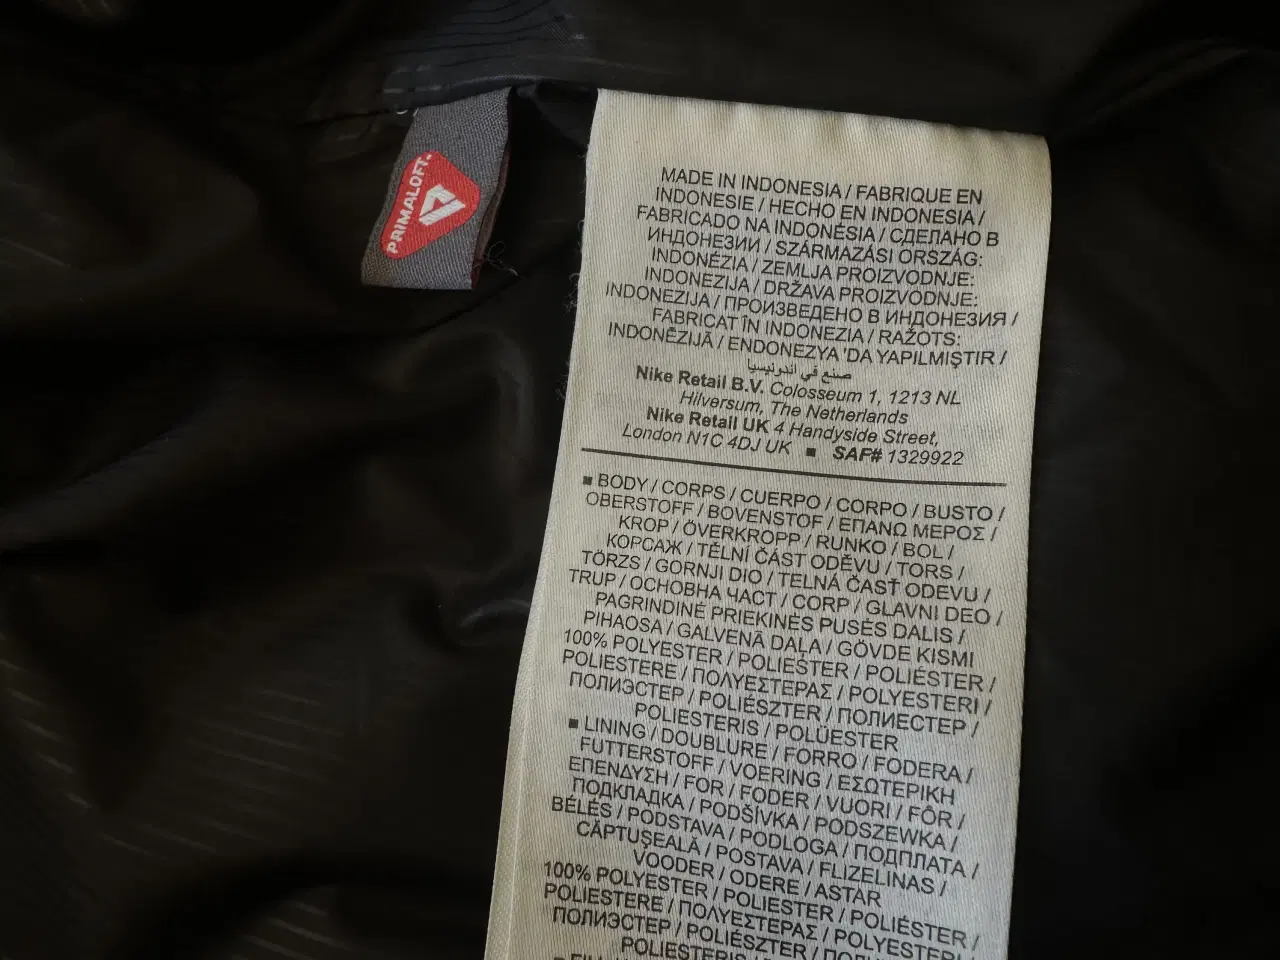 PRIMALOFT.
MADE IN INDONESIA / FABRIQUE EN
INDONESIE / HECHO EN INDONESIA /
FABRICADO NA INDONÉSIA / СДЕЛАНО В
ИНДОНЕЗИИ / SZÁRMAZÁSI ORSZÁG:
INDONÉZIA / ZEMLJA PROIZVODNJE:
INDONEZIJA / DRŽAVA PROIZVODNJE:
INDONEZIJA / ПРОИЗВЕДЕНО В ИНДОНЕЗИЯ /
FABRICAT ÎN INDONEZIA / RAŽOTS:
INDONĒZIJĀ / ENDONEZYA 'DA YAPILMIŞTIR /
صنع في اندونيسيا
Nike Retail B.V. Colosseum 1, 1213 NL
Hilversum, The Netherlands
Nike Retail UK 4 Handyside Street,
London N1C 4DJ UK ■ SAF# 1329922
■ BODY / CORPS / CUERPO / CORPO / BUSTO /
OBERSTOFF / BOVENSTOF / ΕΠΑΝΩ ΜΕΡΟΣ /
KROP / ÖVERKROPP / RUNKO / BOL /
КОРСАЖ / TĚLNÍ ČÁST ODĚVU / TORS /
TÖRZS / GORNJI DIO / TELNÁ ČASŤ ODEVU /
TRUP / ОСНОВНА ЧАСТ / CORP / GLAVNI DEO /
PAGRINDINĖ PRIEKINĖS PUSĖS DALIS /
PIHAOSA / GALVENĀ DAĻA / GÖVDE KISMI
100% POLYESTER / POLIEŞTER / POLIÉSTER /
POLIESTERE / ΠΟΛΥΕΣΤΕΡΑΣ / POLYESTERI /
ПОЛИЭСТЕР / POLIÉSZTER / ПОЛИЕСТЕР /
POLIESTERIS / POLÜESTER
■ LINING / DOUBLURE / FORRO / FODERA /
FUTTERSTOFF / VOERING / ΕΣΩΤΕΡΙΚΗ
ΕΠΕΝΔΥΣΗ / FOR / FODER / VUORI / FÔR /
ПОДКЛАДКА / PODŠÍVKA / PODSZEWKA /
BÉLÉS / PODSTAVA / PODLOGA / ПОДПЛАТА /
CĂPTUŞEALĂ / POSTAVA / FLIZELINAS /
VOODER / ODERE / ASTAR
100% POLYESTER / POLIESTER / POLIÉSTER /
POLIESTERE / ΠΟΛΥΕΣΤΕΡΑΣ / POLYESTERI /
ПОЛИЭСТЕР / POLIÉSZTER / ПОЛИЕСТЕР
POLIESTERIS